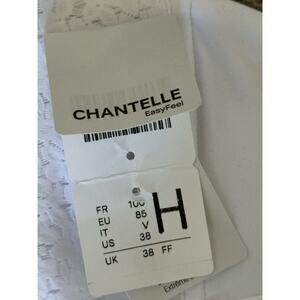 CHANTELLE
EasyFeel
FR 100
EU 85
IT V
US 38
H
UK 38 FF